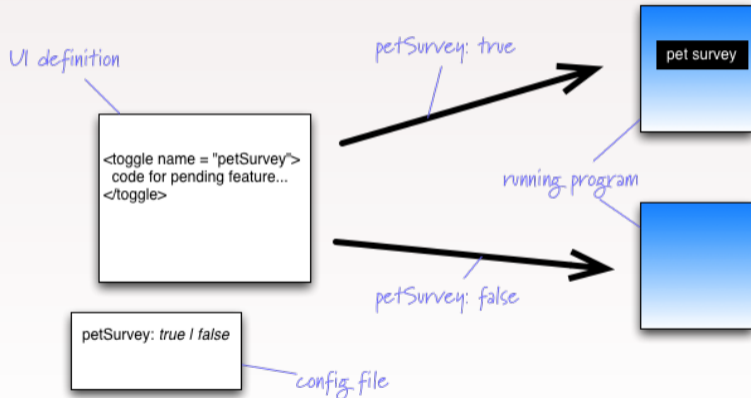 UI definition
petSurvey: true
pet survey
<toggle name = "petSurvey">
code for pending feature...
</toggle>
running program
petSurvey: false
petSurvey: true | false
config file